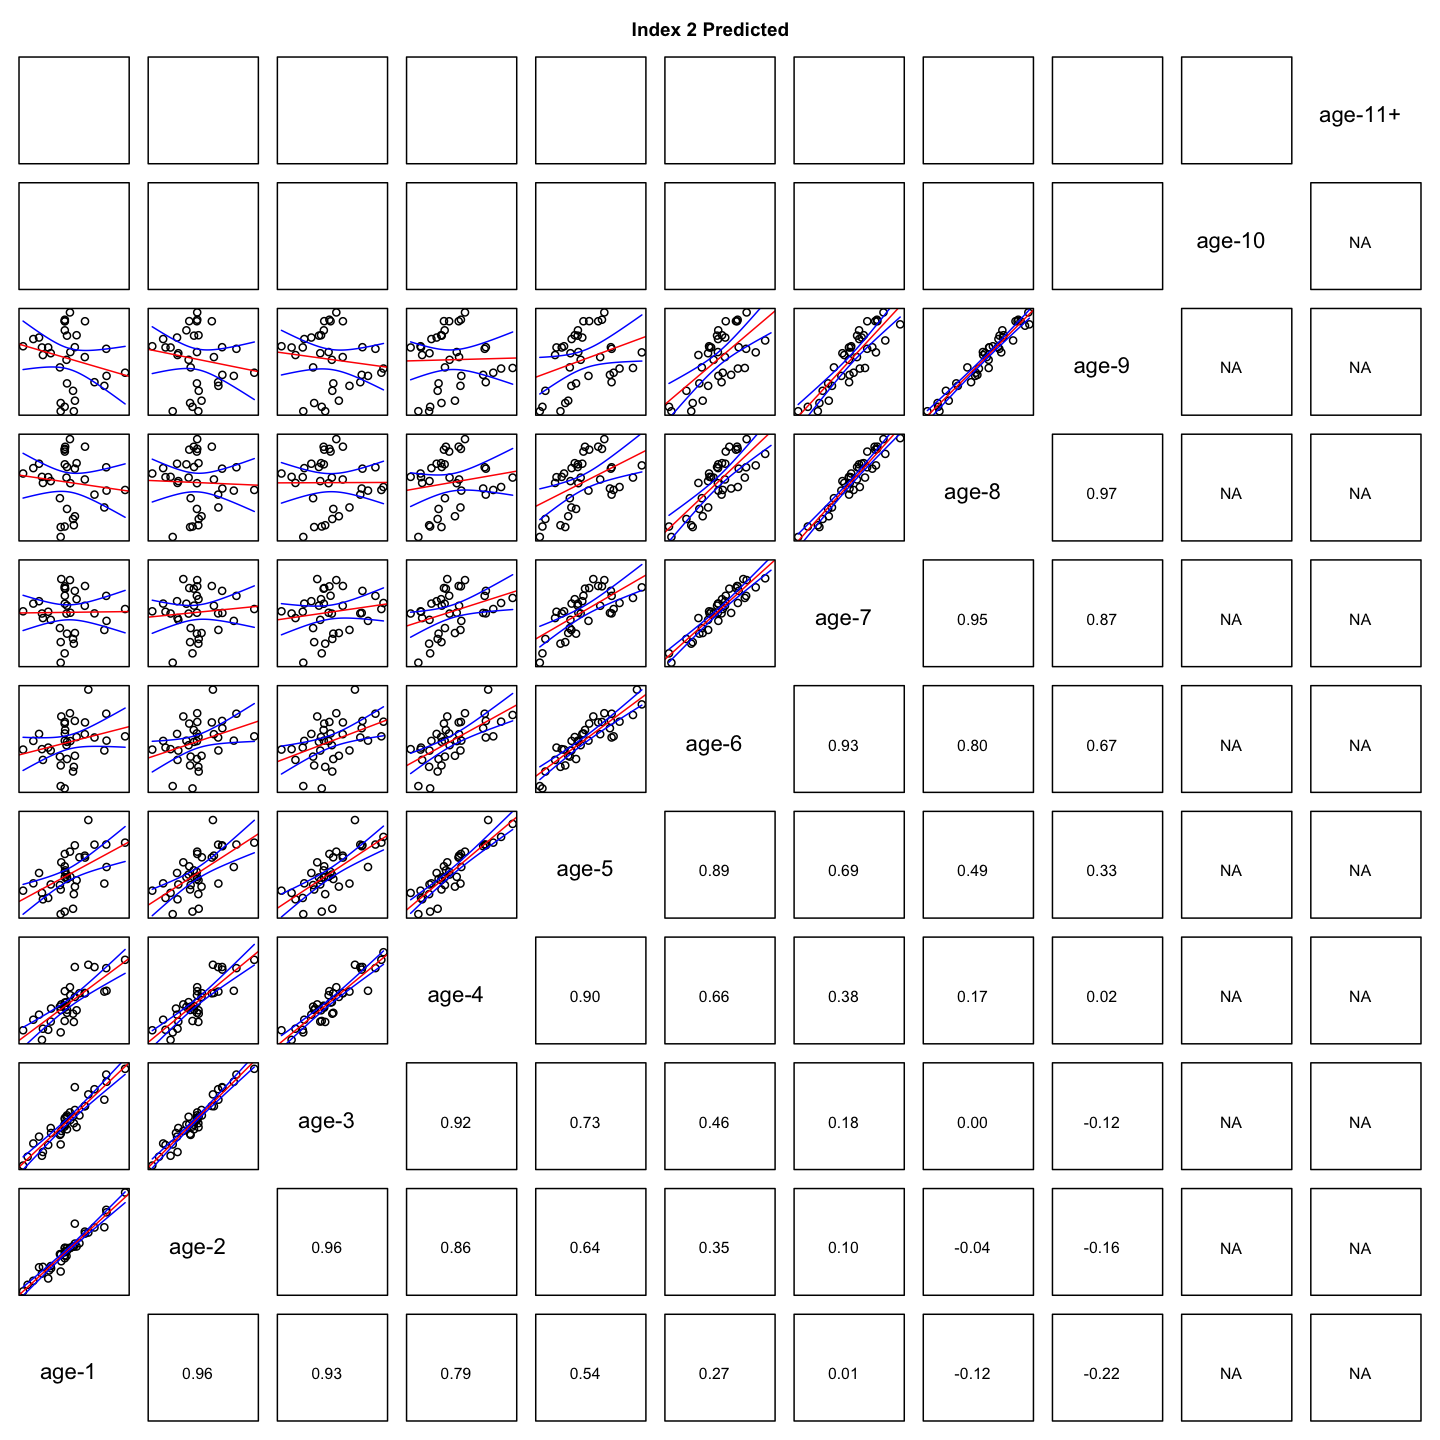 Index 2 Predicted
age-11+
age-10 NA
age-9 NA NA
age-8 0.97 NA NA
age-7 0.95 0.87 NA NA
age-6 0.93 0.80 0.67 NA NA
age-5 0.89 0.69 0.49 0.33 NA NA
age-4 0.90 0.66 0.38 0.17 0.02 NA NA
age-3 0.92 0.73 0.46 0.18 0.00 -0.12 NA NA
age-2 0.96 0.86 0.64 0.35 0.10 -0.04 -0.16 NA NA
age-1 0.96 0.93 0.79 0.54 0.27 0.01 -0.12 -0.22 NA NA